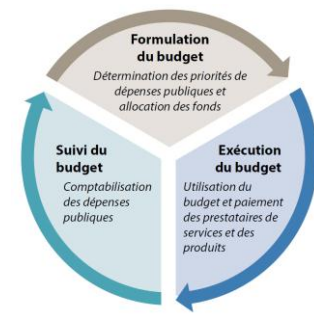 Formulation
du budget
Détermination des priorités de
dépenses publiques et
allocation des fonds
Suivi du
budget
Comptabilisation
des dépenses
publiques
Exécution
du budget
Utilisation du
budget et paiement
des prestataires de
services et des
produits